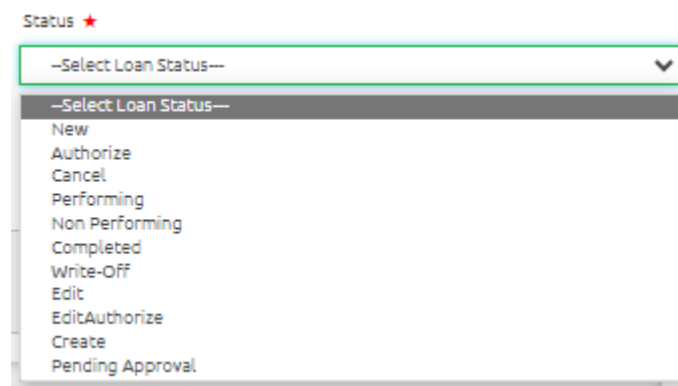 Status ★
--Select Loan Status---
--Select Loan Status---
New
Authorize
Cancel
Performing
Non Performing
Completed
Write-Off
Edit
EditAuthorize
Create
Pending Approval